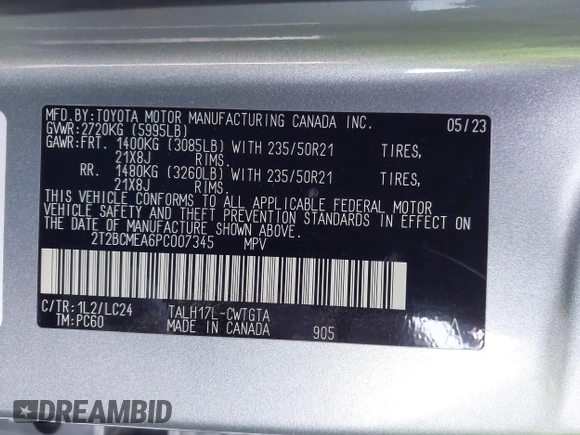 MFD.BY:TOYOTA MOTOR MANUFACTURING CANADA INC. 05/23
GVWR:2720KG (5995LB)
GAWR:FRT. 1400KG (3085LB) WITH 235/50R21 TIRES,
21X8J RIMS.
RR. 1480KG (3260LB) WITH 235/50R21 TIRES,
21X8J RIMS.
THIS VEHICLE CONFORMS TO ALL APPLICABLE FEDERAL MOTOR
VEHICLE SAFETY AND THEFT PREVENTION STANDARDS IN EFFECT ON
THE DATE OF MANUFACTURE SHOWN ABOVE.
2T2BCMEA6PC007345 MPV
C/TR:1L2/LC24 TALH17L-CWTGTA
TM:PC60 MADE IN CANADA 905 A
DREAMBID